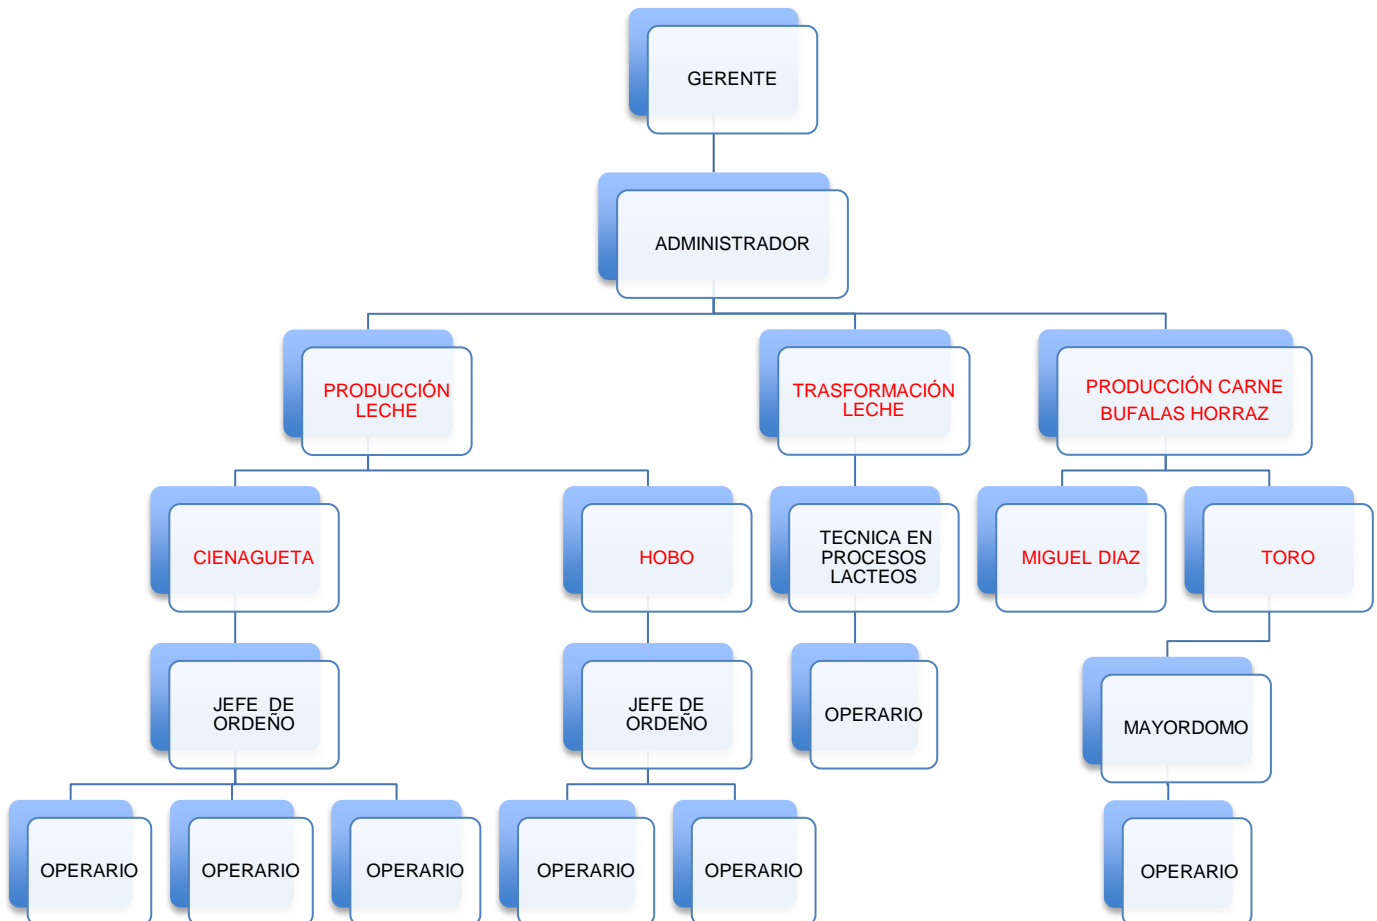 GERENTE
ADMINISTRADOR
PRODUCCIÓN
LECHE
TRASFORMACIÓN
LECHE
PRODUCCIÓN CARNE
BUFALAS HORRAZ
CIENAGUETA
HOBO
TECNICA EN
PROCESOS
LACTEOS
MIGUEL DIAZ
TORO
JEFE DE
ORDEÑO
JEFE DE
ORDEÑO
OPERARIO
MAYORDOMO
OPERARIO
OPERARIO
OPERARIO
OPERARIO
OPERARIO
OPERARIO